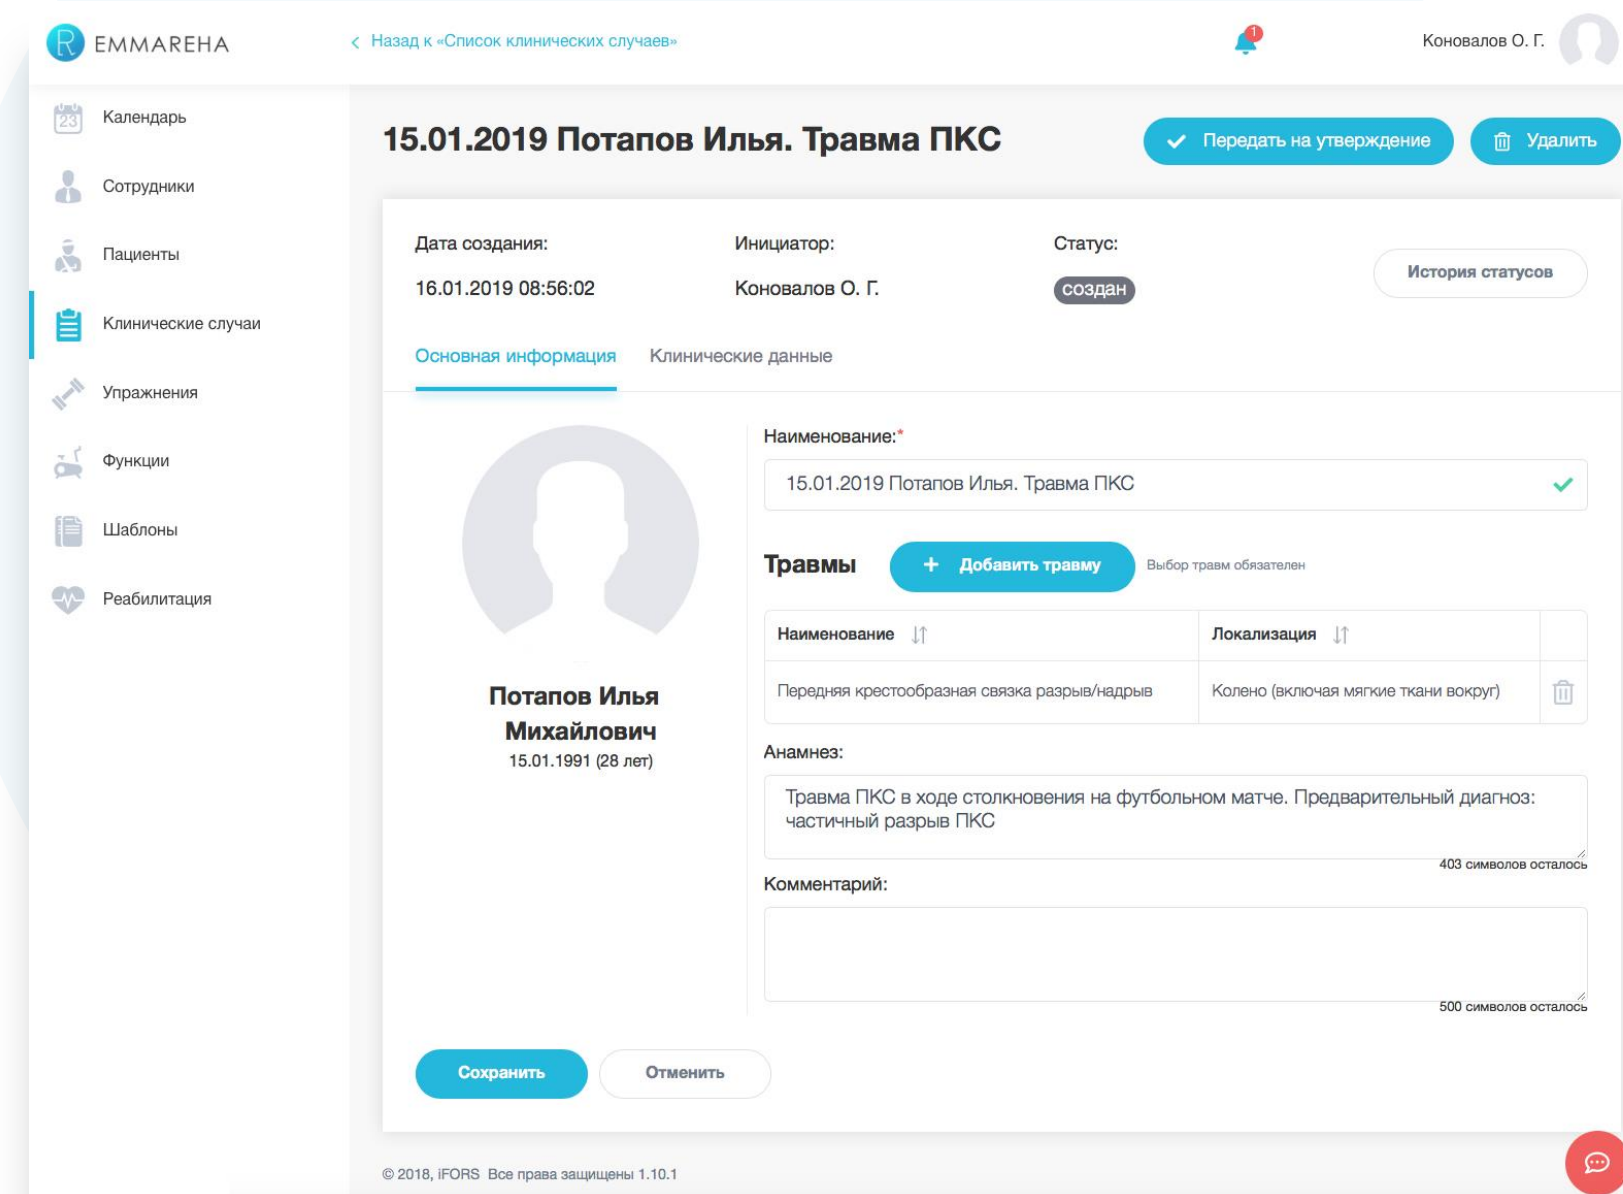 EMMAREHA
Назад к «Список клинических случаев»
1
Коновалов О. Г.
23
Календарь
Сотрудники
Пациенты
Клинические случаи
Упражнения
Функции
Шаблоны
Реабилитация
15.01.2019 Потапов Илья. Травма ПКС
Передать на утверждение
Удалить
Дата создания:
Инициатор:
Статус:
16.01.2019 08:56:02
Коновалов О. Г.
создан
История статусов
Основная информация
Клинические данные
Потапов Илья
Михайлович
15.01.1991 (28 лет)
Наименование:*
15.01.2019 Потапов Илья. Травма ПКС
Травмы
+ Добавить травму
Выбор травм обязателен
Наименование
Локализация
Передняя крестообразная связка разрыв/надрыв
Колено (включая мягкие ткани вокруг)
Анамнез:
Травма ПКС в ходе столкновения на футбольном матче. Предварительный диагноз:
частичный разрыв ПКС
403 символов осталось
Комментарий:
500 символов осталось
Сохранить
Отменить
© 2018, iFORS Все права защищены 1.10.1